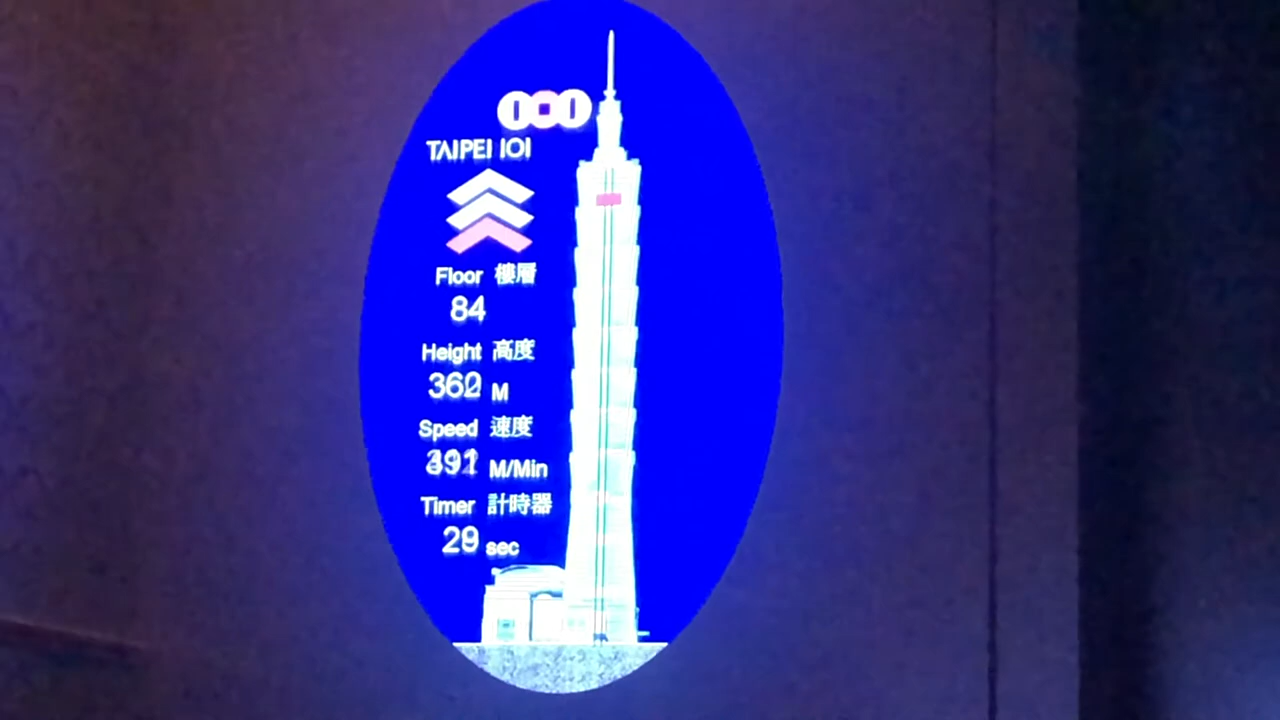 TAIPEI 101
Floor 樓層
84
Height 高度
M
Speed 速度
M/Min
Timer 計時器
29 sec